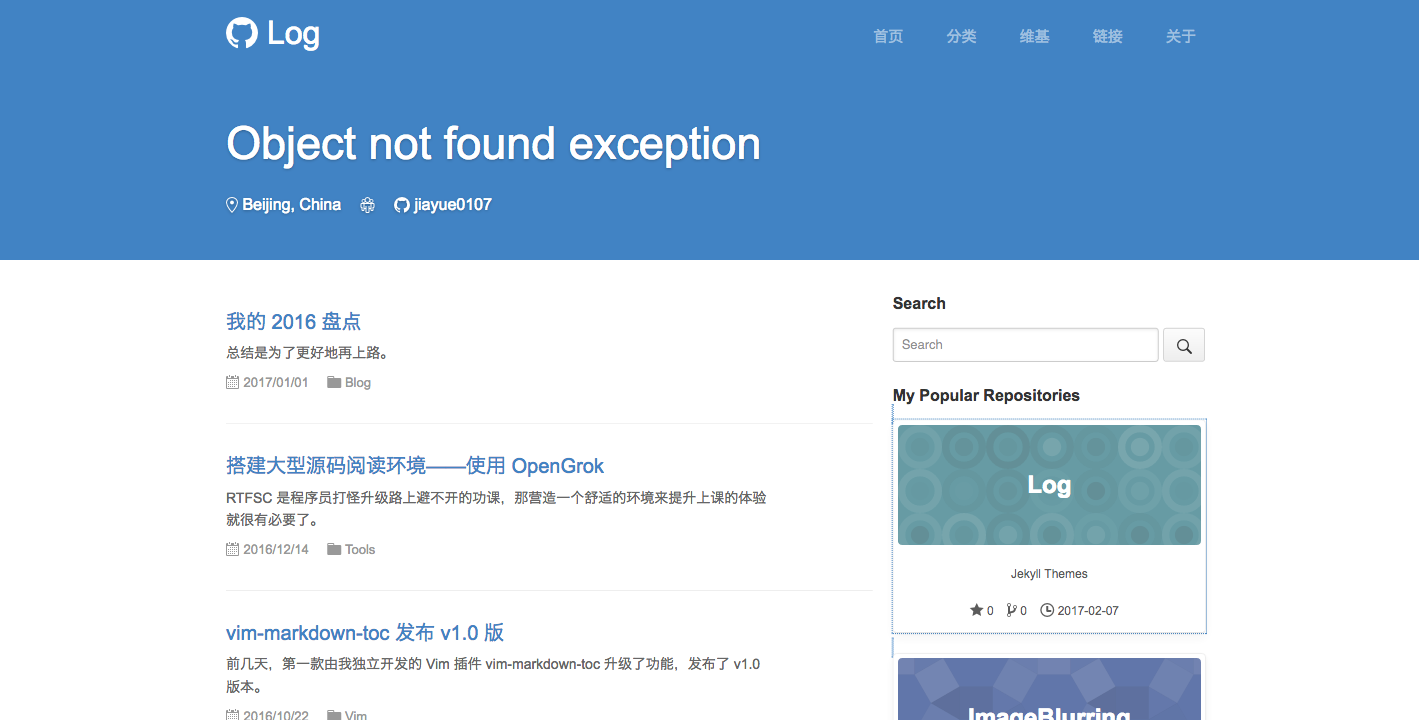 Log
首页 分类 维基 链接 关于
Object not found exception
Beijing, China jiayue0107
我的 2016 盘点
总结是为了更好地再上路。
2017/01/01 Blog
搭建大型源码阅读环境——使用 OpenGrok
RTFSC 是程序员打怪升级路上避不开的功课，那营造一个舒适的环境来提升上课的体验
就很有必要了。
2016/12/14 Tools
vim-markdown-toc 发布 v1.0 版
前几天，第一款由我独立开发的 Vim 插件 vim-markdown-toc 升级了功能，发布了 v1.0
版本。
2016/10/22 Vim
Search
Search
My Popular Repositories
Log
Jekyll Themes
0 0 2017-02-07
ImageBlurring